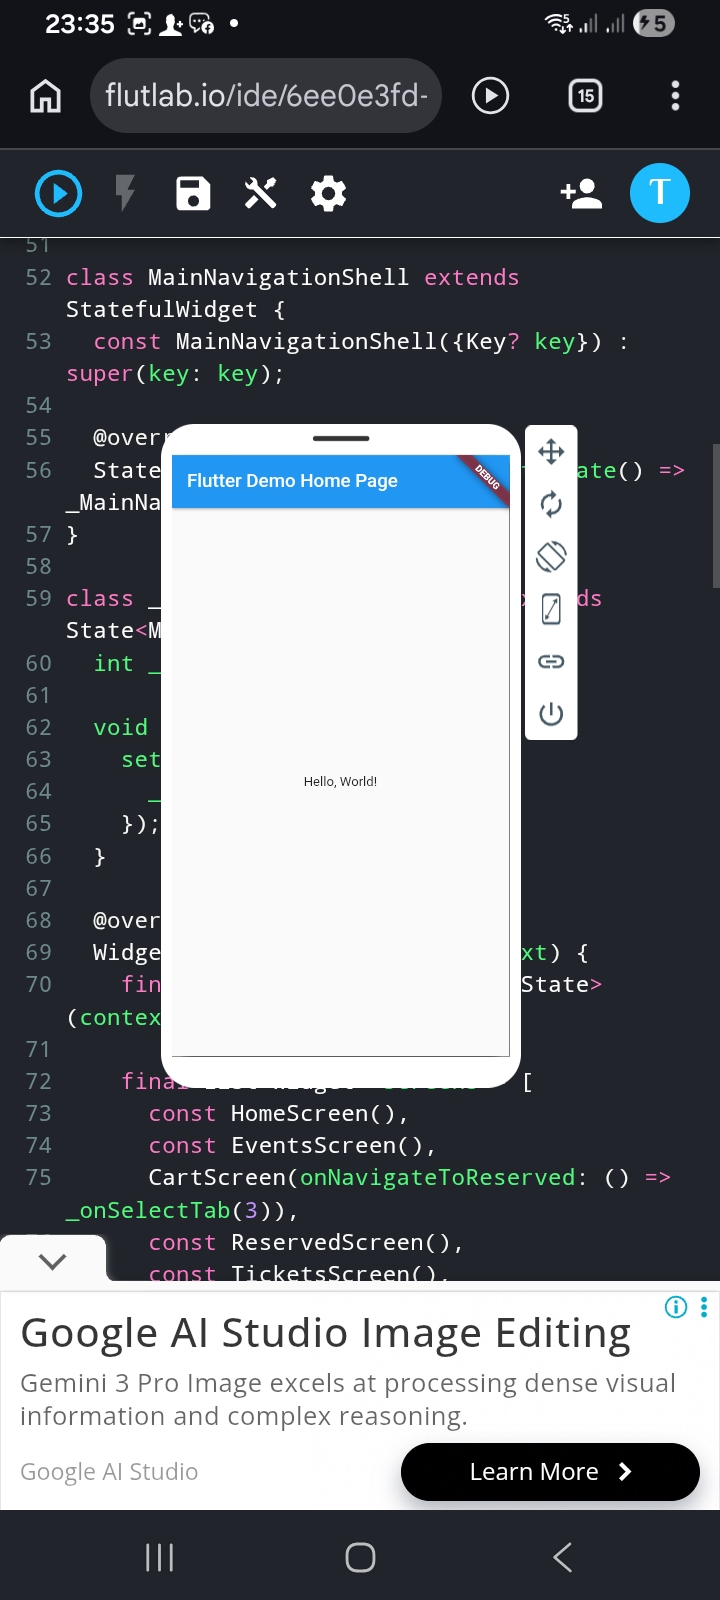 23:35
5
flutlab.io/ide/6ee0e3fd-
15
T
51
52 class MainNavigationShell extends
StatefulWidget {
53 const MainNavigationShell({Key? key}) :
super(key: key);
54
55 @overr
56 State ate() =>
_MainNa
57 }
58
59 class _ ds
State<M
60 int _
61
62 void
63 set
64 _
65 });
66 }
67
68 @over
69 Widge xt) {
70 fin State>
(contex
71
72 final [
73 const HomeScreen(),
74 const EventsScreen(),
75 CartScreen(onNavigateToReserved: () =>
_onSelectTab(3)),
const ReservedScreen(),
const TicketsScreen(),
Flutter Demo Home Page
DEBUG
Hello, World!
Google AI Studio Image Editing
Gemini 3 Pro Image excels at processing dense visual
information and complex reasoning.
Google AI Studio
Learn More